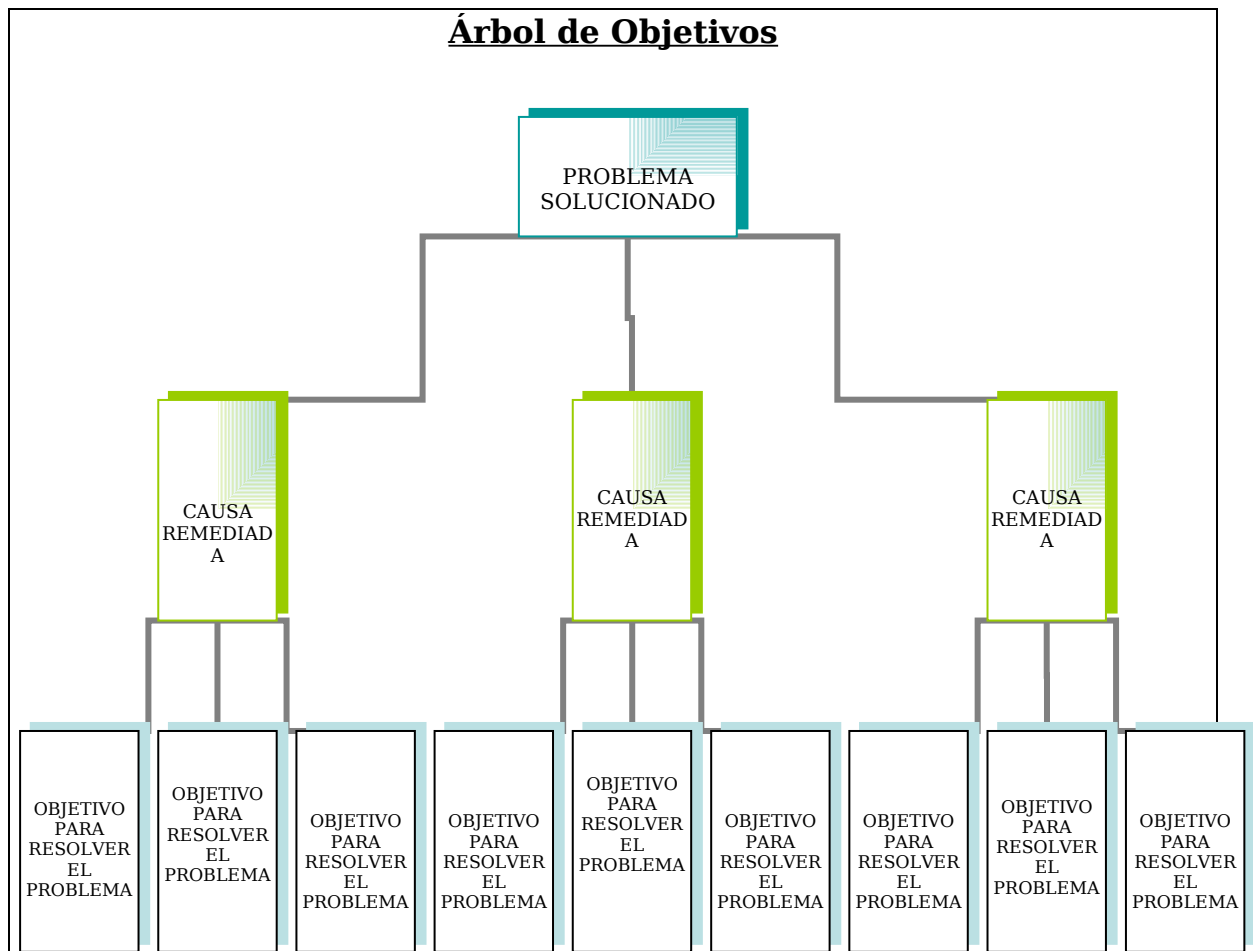 Árbol de Objetivos
PROBLEMA
SOLUCIONADO
CAUSA
REMEDIAD
A
CAUSA
REMEDIAD
A
CAUSA
REMEDIAD
A
OBJETIVO
PARA
RESOLVER
EL
PROBLEMA
OBJETIVO
PARA
RESOLVER
EL
PROBLEMA
OBJETIVO
PARA
RESOLVER
EL
PROBLEMA
OBJETIVO
PARA
RESOLVER
EL
PROBLEMA
OBJETIVO
PARA
RESOLVER
EL
PROBLEMA
OBJETIVO
PARA
RESOLVER
EL
PROBLEMA
OBJETIVO
PARA
RESOLVER
EL
PROBLEMA
OBJETIVO
PARA
RESOLVER
EL
PROBLEMA
OBJETIVO
PARA
RESOLVER
EL
PROBLEMA